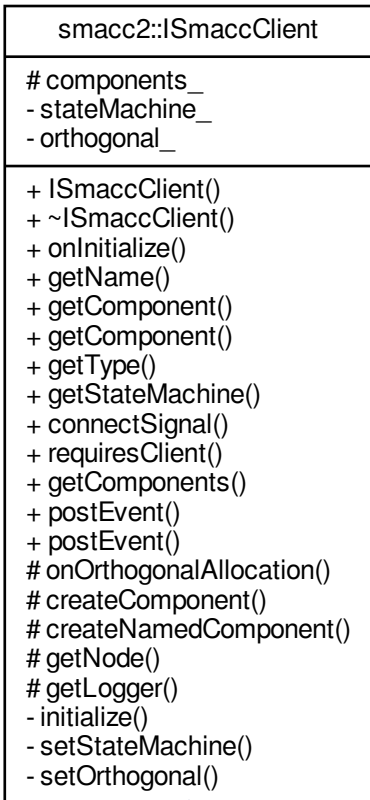 smacc2::ISmaccClient
# components_
- stateMachine_
- orthogonal_
+ ISmaccClient()
+ ~ISmaccClient()
+ onInitialize()
+ getName()
+ getComponent()
+ getComponent()
+ getType()
+ getStateMachine()
+ connectSignal()
+ requiresClient()
+ getComponents()
+ postEvent()
+ postEvent()
# onOrthogonalAllocation()
# createComponent()
# createNamedComponent()
# getNode()
# getLogger()
- initialize()
- setStateMachine()
- setOrthogonal()